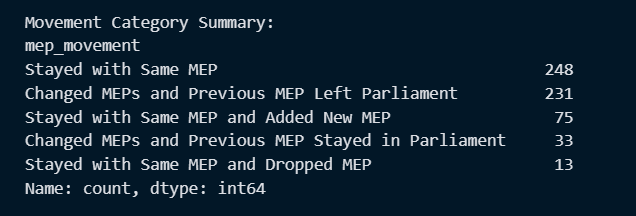 Movement Category Summary:
mep_movement
Stayed with Same MEP 248
Changed MEPs and Previous MEP Left Parliament 231
Stayed with Same MEP and Added New MEP 75
Changed MEPs and Previous MEP Stayed in Parliament 33
Stayed with Same MEP and Dropped MEP 13
Name: count, dtype: int64